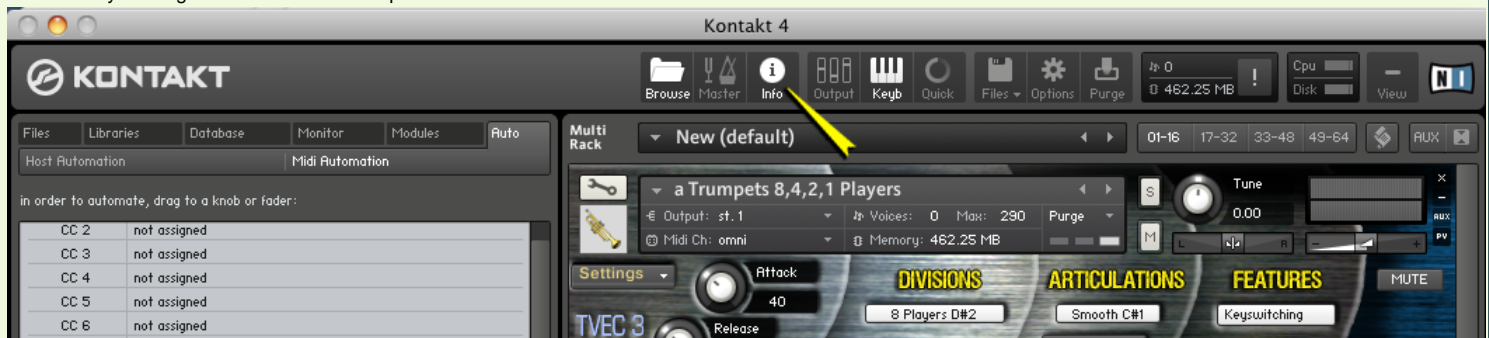 Kontakt 4
KONTAKT
Browse Master Info Output Keyb Quick Files Options Purge
0
462.25 MB
!
Cpu
Disk
View
NI
Files Libraries Database Monitor Modules Auto
Host Automation Midi Automation
in order to automate, drag to a knob or fader:
CC 2 not assigned
CC 3 not assigned
CC 4 not assigned
CC 5 not assigned
CC 6 not assigned
Multi
Rack
New (default)
01-16 17-32 33-48 49-64 AUX
a Trumpets 8,4,2,1 Players
Output: st.1 Voices: 0 Max: 290 Purge
Midi Ch: omni Memory: 462.25 MB
S
M
Tune
0.00
L R
- +
×
–
AUX
PV
Settings
Attack
40
DIVISIONS ARTICULATIONS FEATURES MUTE
8 Players D#2 Smooth C#1 Keyswitching
TVEC 3
Release